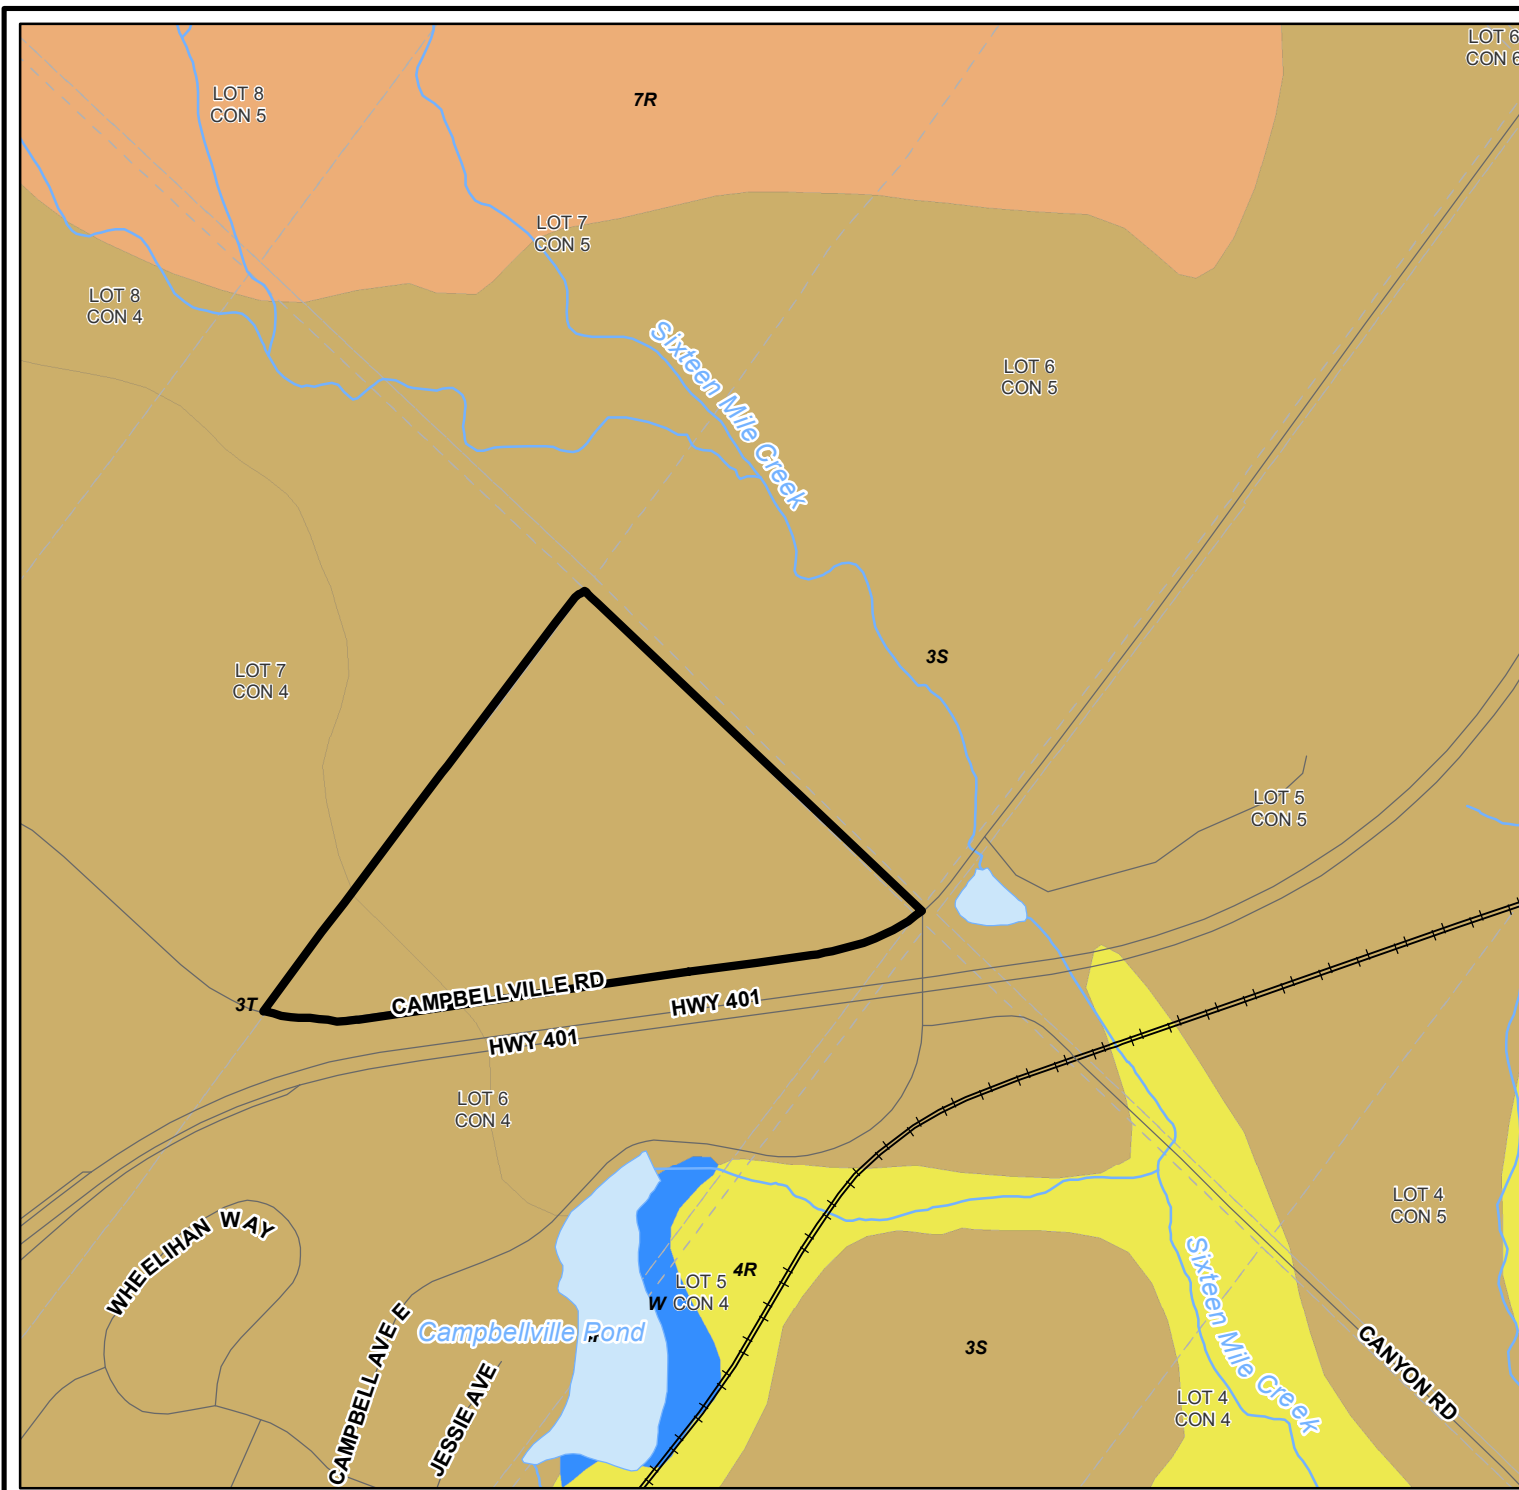 LOT 6
CON 6
LOT 8
CON 5
7R
LOT 7
CON 5
LOT 8
CON 4
Sixteen Mile Creek
LOT 6
CON 5
3S
LOT 7
CON 4
LOT 5
CON 5
3T
CAMPBELLVILLE RD
HWY 401
HWY 401
LOT 6
CON 4
LOT 4
CON 5
WHEELIHAN WAY
4R
LOT 5
CON 4
W
Campbellville Pond
Sixteen Mile Creek
3S
CANYON RD
CAMPBELL AVE E
JESSIE AVE
LOT 4
CON 4